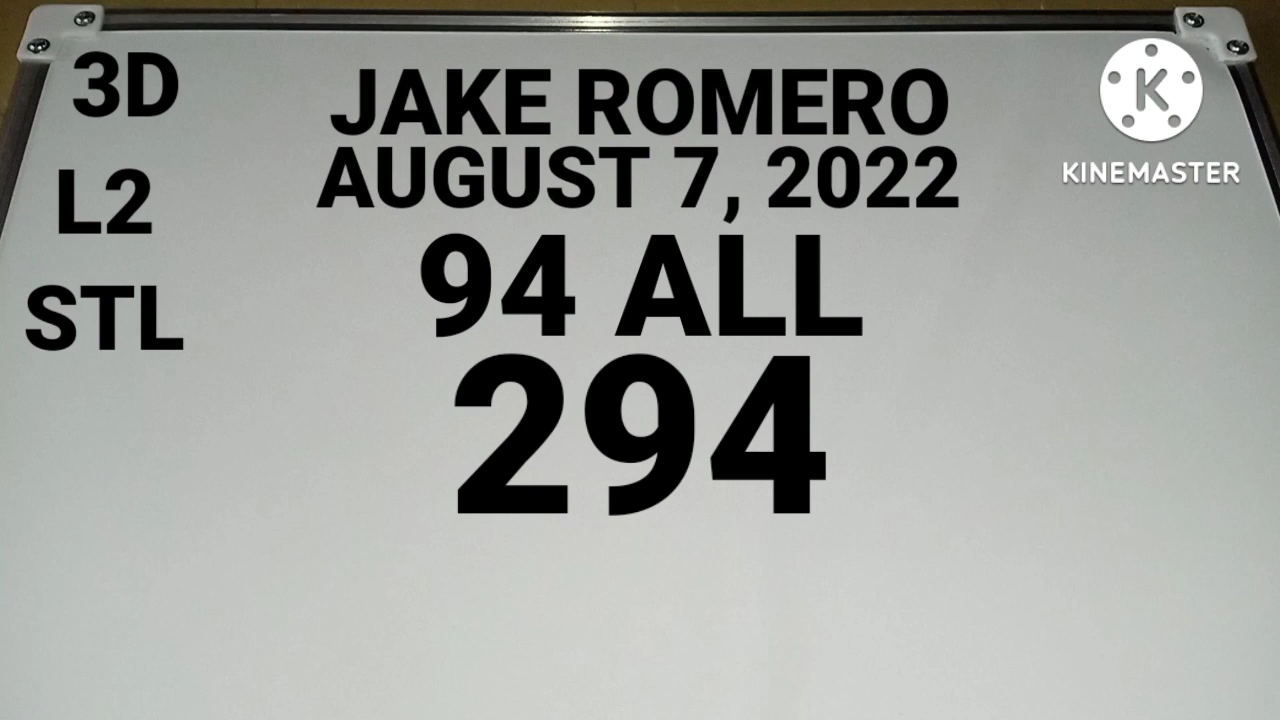 3D
L2
STL
JAKE ROMERO
AUGUST 7, 2022
94 ALL
294
K
KINEMASTER